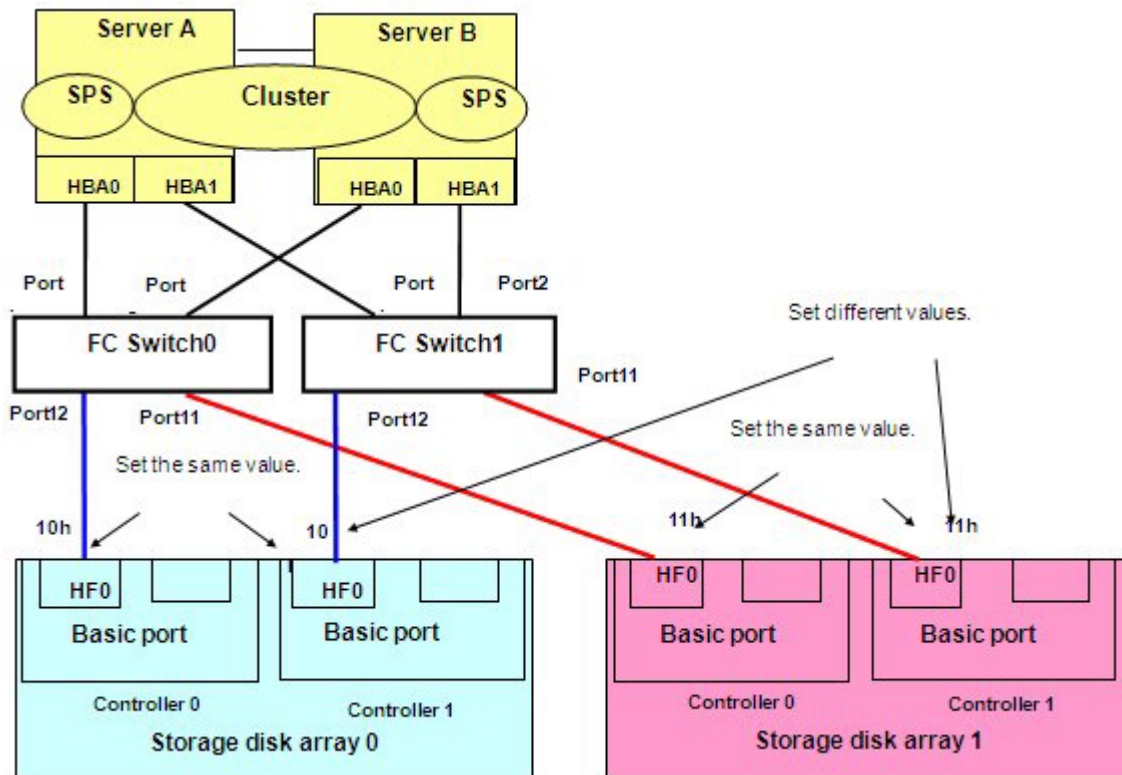 Server A
Server B
SPS
Cluster
SPS
HBA0
HBA1
HBA0
HBA1
Port
Port
Port
Port2
Set different values.
FC Switch0
FC Switch1
Port11
Port12
Port11
Port12
Set the same value.
Set the same value.
10h
10
11h
11h
HF0
HF0
HF0
HF0
Basic port
Basic port
Basic port
Basic port
Controller 0
Controller 1
Controller 0
Controller 1
Storage disk array 0
Storage disk array 1